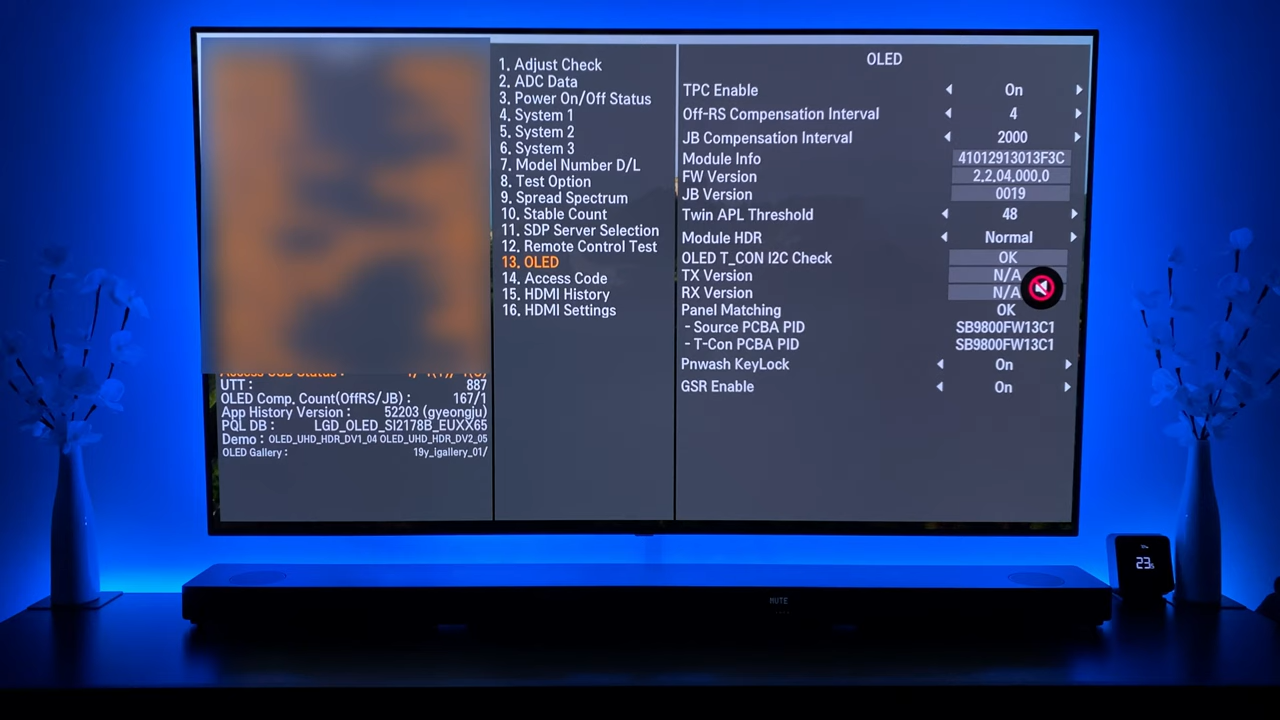 UTT : 887
OLED Comp. Count(OffRS/JB) : 167/1
App History Version : 52203 (gyeongju)
PQL DB : LGD_OLED_SI2178B_EUXX65
Demo : OLED_UHD_HDR_DV1_04 OLED_UHD_HDR_DV2_05
OLED Gallery : 19y_igallery_01/
1. Adjust Check
2. ADC Data
3. Power On/Off Status
4. System 1
5. System 2
6. System 3
7. Model Number D/L
8. Test Option
9. Spread Spectrum
10. Stable Count
11. SDP Server Selection
12. Remote Control Test
13. OLED
14. Access Code
15. HDMI History
16. HDMI Settings
OLED
TPC Enable On
Off-RS Compensation Interval 4
JB Compensation Interval 2000
Module Info 41012913013F3C
FW Version 2.2.04.000.0
JB Version 0019
Twin APL Threshold 48
Module HDR Normal
OLED T_CON I2C Check OK
TX Version N/A
RX Version N/A
Panel Matching OK
- Source PCBA PID SB9800FW13C1
- T-Con PCBA PID SB9800FW13C1
Pnwash KeyLock On
GSR Enable On
MUTE
23